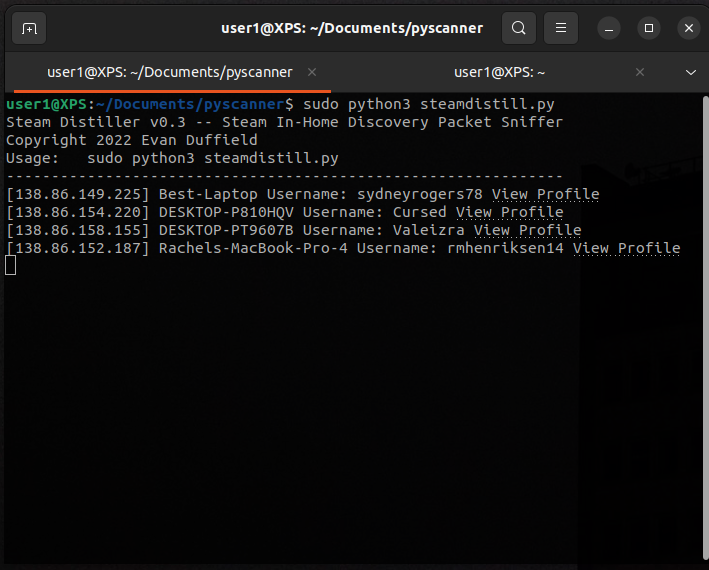 user1@XPS: ~/Documents/pyscanner
user1@XPS: ~/Documents/pyscanner × user1@XPS: ~ ×
user1@XPS:~/Documents/pyscanner$ sudo python3 steamdistill.py
Steam Distiller v0.3 -- Steam In-Home Discovery Packet Sniffer
Copyright 2022 Evan Duffield
Usage:   sudo python3 steamdistill.py
---------------------------------------------------------------
[138.86.149.225] Best-Laptop Username: sydneyrogers78 View Profile
[138.86.154.220] DESKTOP-P810HQV Username: Cursed View Profile
[138.86.158.155] DESKTOP-PT9607B Username: Valeizra View Profile
[138.86.152.187] Rachels-MacBook-Pro-4 Username: rmhenriksen14 View Profile